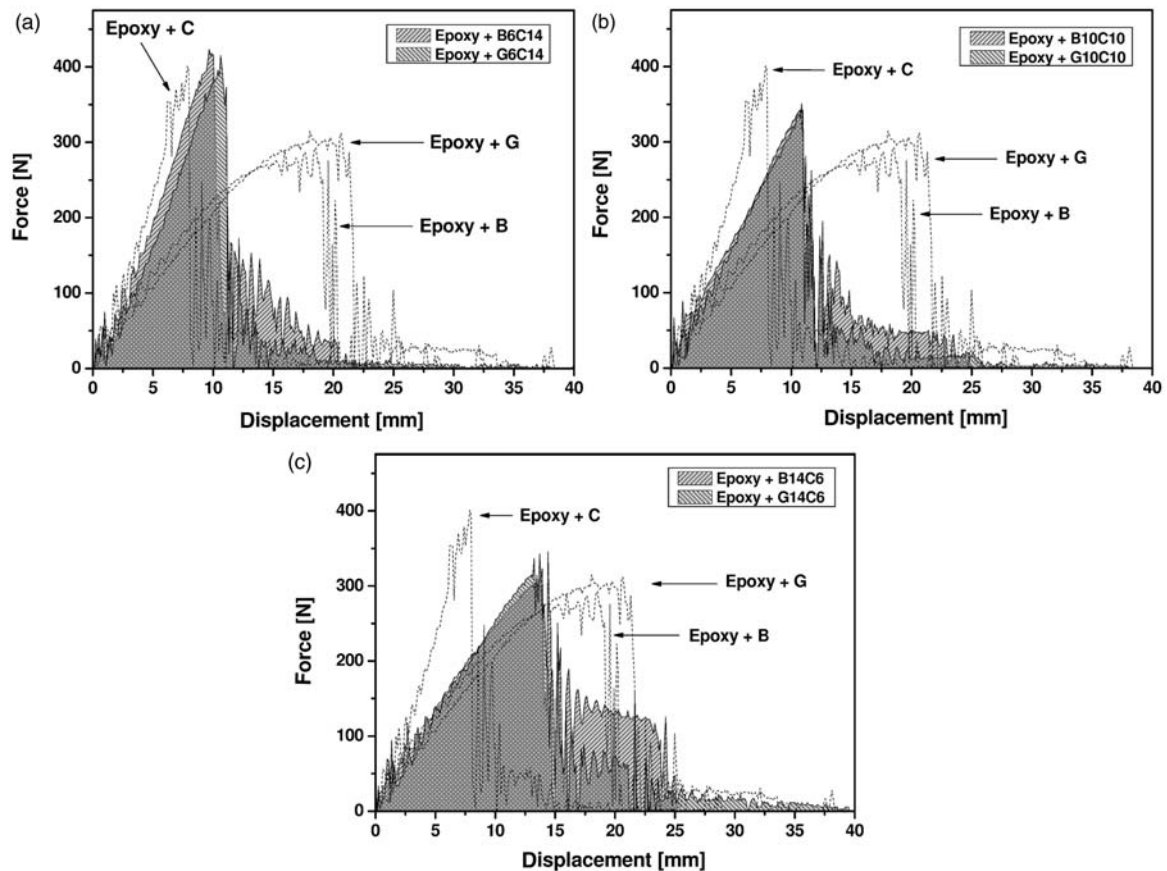 (a)
Epoxy + C
Epoxy + B6C14
Epoxy + G6C14
400
300
200
100
0
Force [N]
Epoxy + G
Epoxy + B
0 5 10 15 20 25 30 35 40
Displacement [mm]
(b)
Epoxy + B10C10
Epoxy + G10C10
Epoxy + C
400
300
200
100
0
Force [N]
Epoxy + G
Epoxy + B
0 5 10 15 20 25 30 35 40
Displacement [mm]
(c)
Epoxy + B14C6
Epoxy + G14C6
Epoxy + C
400
300
200
100
0
Force [N]
Epoxy + G
Epoxy + B
0 5 10 15 20 25 30 35 40
Displacement [mm]